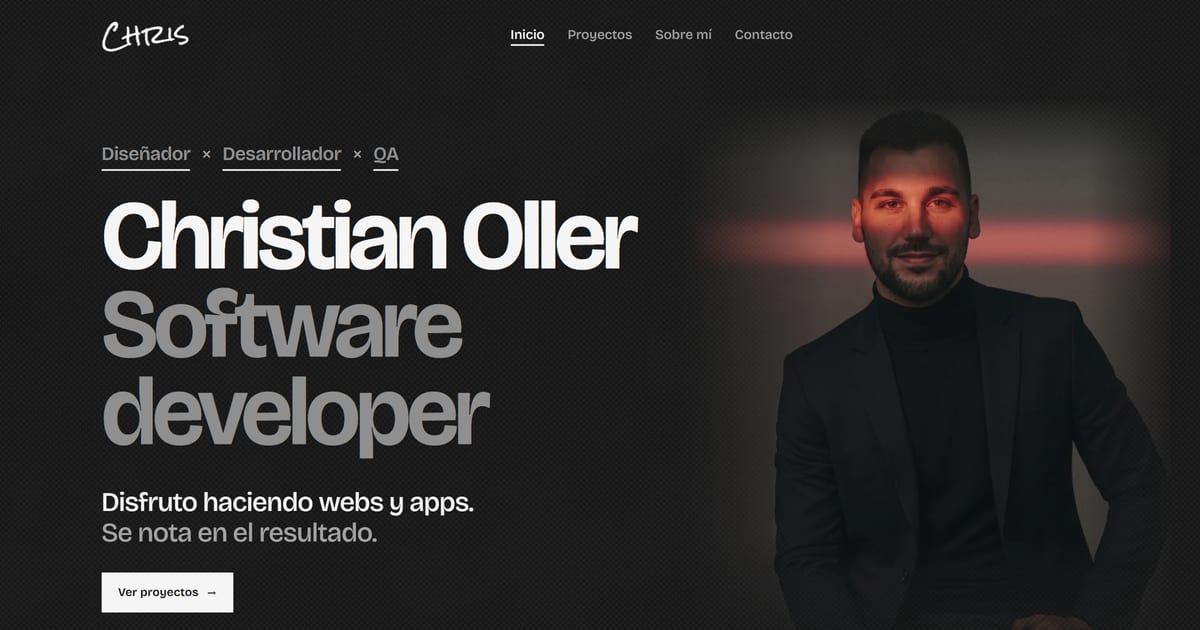 CHRIS
Inicio Proyectos Sobre mí Contacto
Diseñador × Desarrollador × QA
Christian Oller
Software
developer
Disfruto haciendo webs y apps.
Se nota en el resultado.
Ver proyectos →